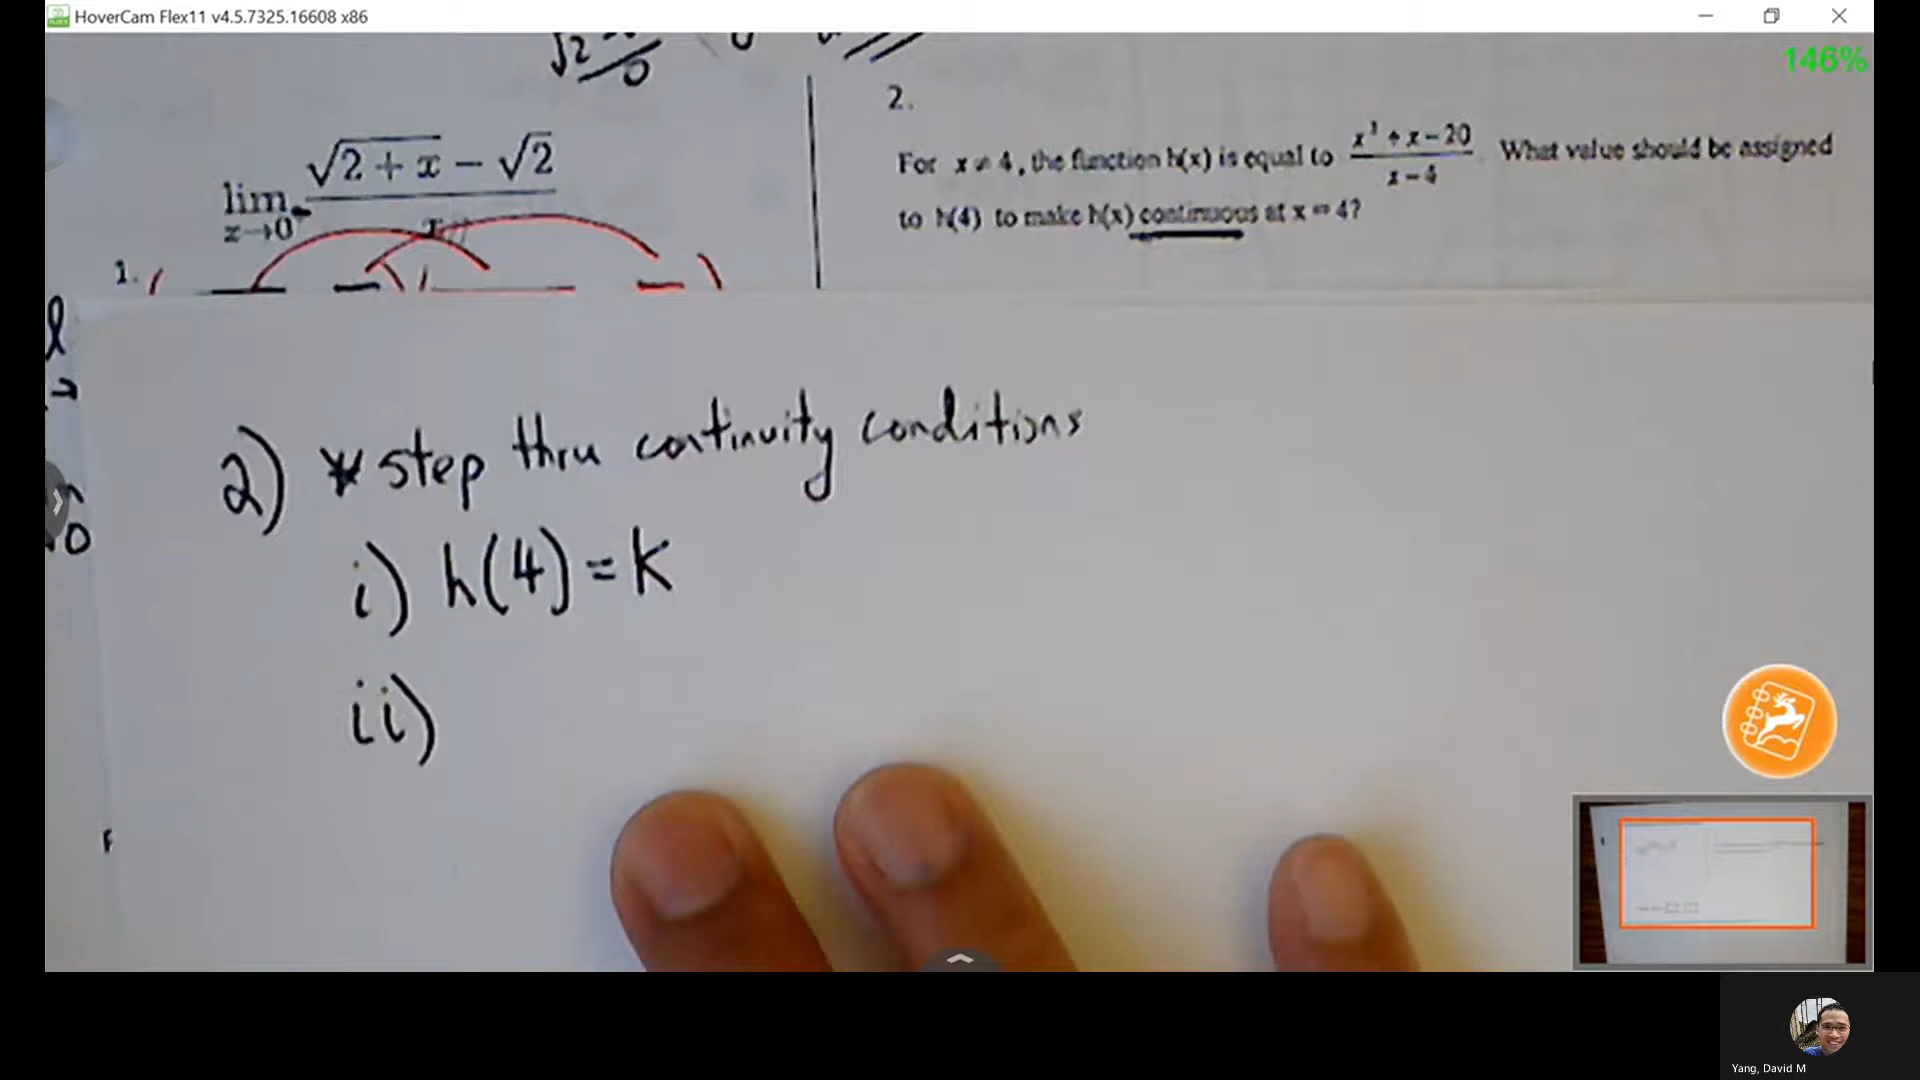 HoverCam Flex11 v4.5.7325.16608 x86
146%
√2
0
lim x→0 √2 + x − √2 / x
1.
2.
For x ≠ 4, the function h(x) is equal to x² + x − 20 / x − 4 What value should be assigned
to h(4) to make h(x) continuous at x = 4?
2) * step thru continuity conditions
i) h(4) = k
ii)
Yang, David M